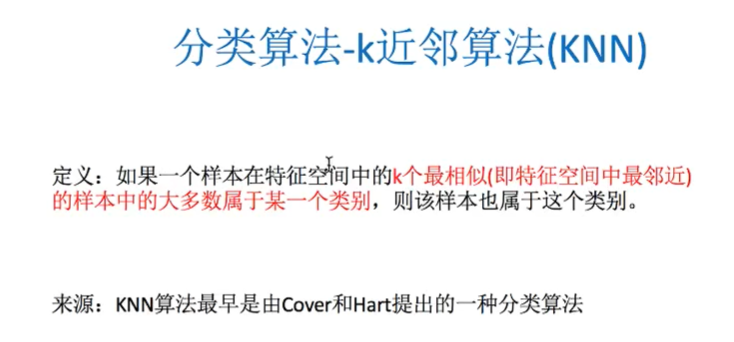 分类算法-k近邻算法(KNN)
定义：如果一个样本在特征空间中的k个最相似(即特征空间中最邻近)
的样本中的大多数属于某一个类别，则该样本也属于这个类别。
来源：KNN算法最早是由Cover和Hart提出的一种分类算法